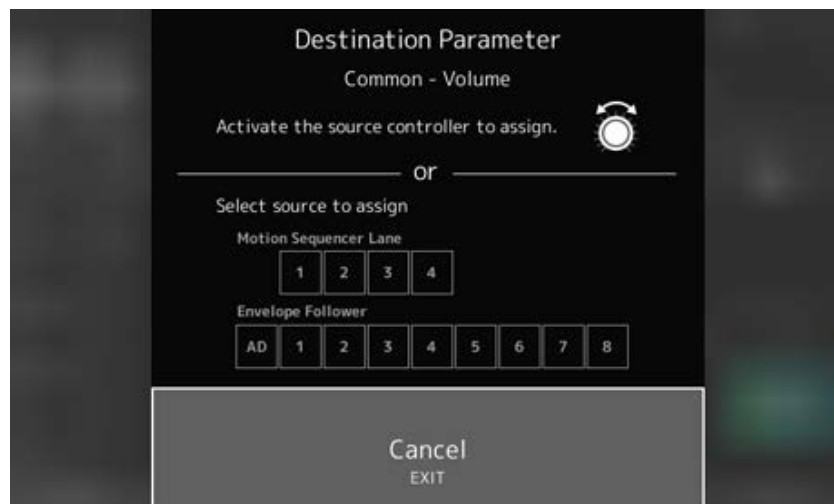 Destination Parameter
Common - Volume
Activate the source controller to assign.
or
Select source to assign
Motion Sequencer Lane
1 2 3 4
Envelope Follower
AD 1 2 3 4 5 6 7 8
Cancel
EXIT